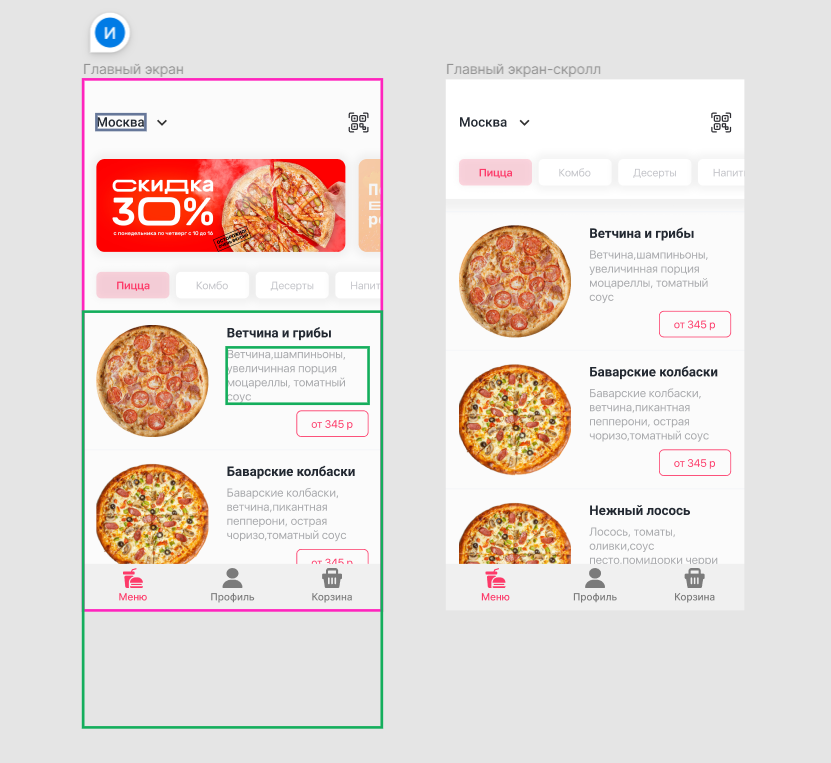 И
Главный экран
Москва
СКИДКА
30%
с понедельника по четверг с 10 до 16
Пицца
Комбо
Десерты
Напит
Ветчина и грибы
Ветчина,шампиньоны,
увеличинная порция
моцареллы, томатный
соус
от 345 р
Баварские колбаски
Баварские колбаски,
ветчина,пикантная
пепперони, острая
чоризо,томатный соус
от 345 р
Меню
Профиль
Корзина
Главный экран-скролл
Москва
Пицца
Комбо
Десерты
Напит
Ветчина и грибы
Ветчина,шампиньоны,
увеличинная порция
моцареллы, томатный
соус
от 345 р
Баварские колбаски
Баварские колбаски,
ветчина,пикантная
пепперони, острая
чоризо,томатный соус
от 345 р
Нежный лосось
Лосось, томаты,
оливки,соус
песто,помидорки черри
Меню
Профиль
Корзина